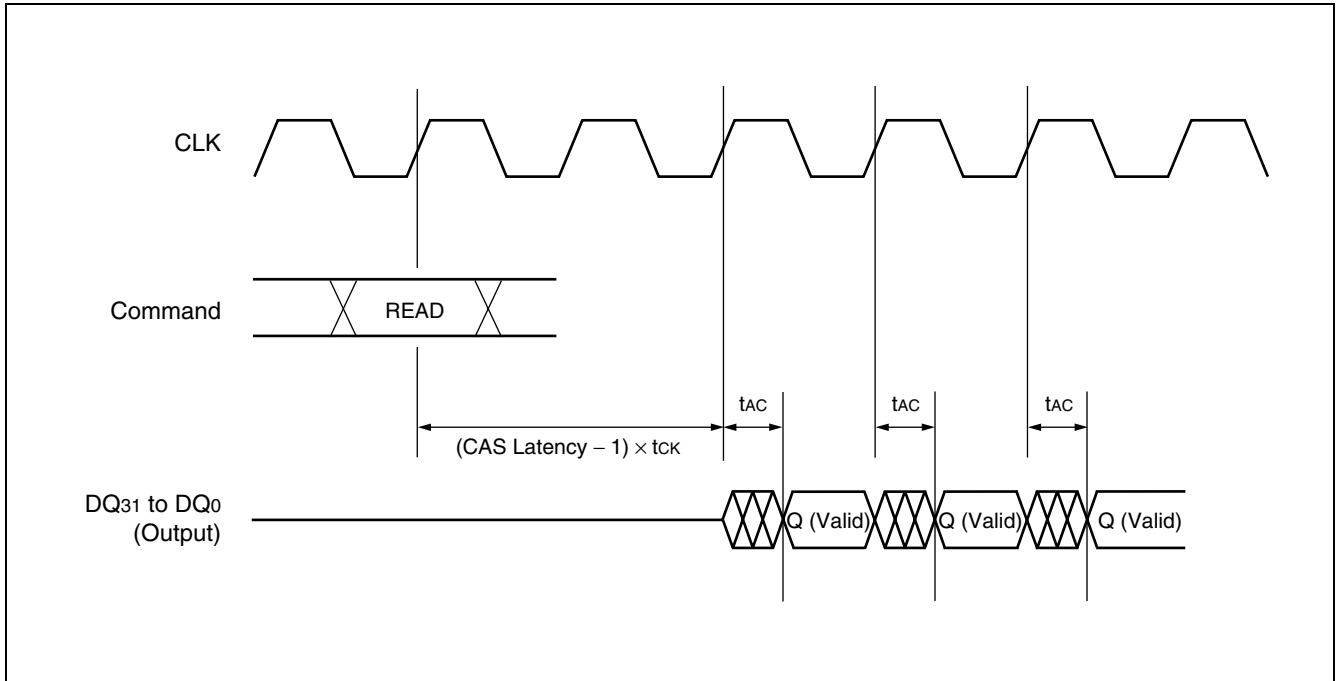 CLK
Command
READ
tAC
tAC
tAC
(CAS Latency – 1) × tCK
DQ31 to DQ0
(Output)
Q (Valid)
Q (Valid)
Q (Valid)